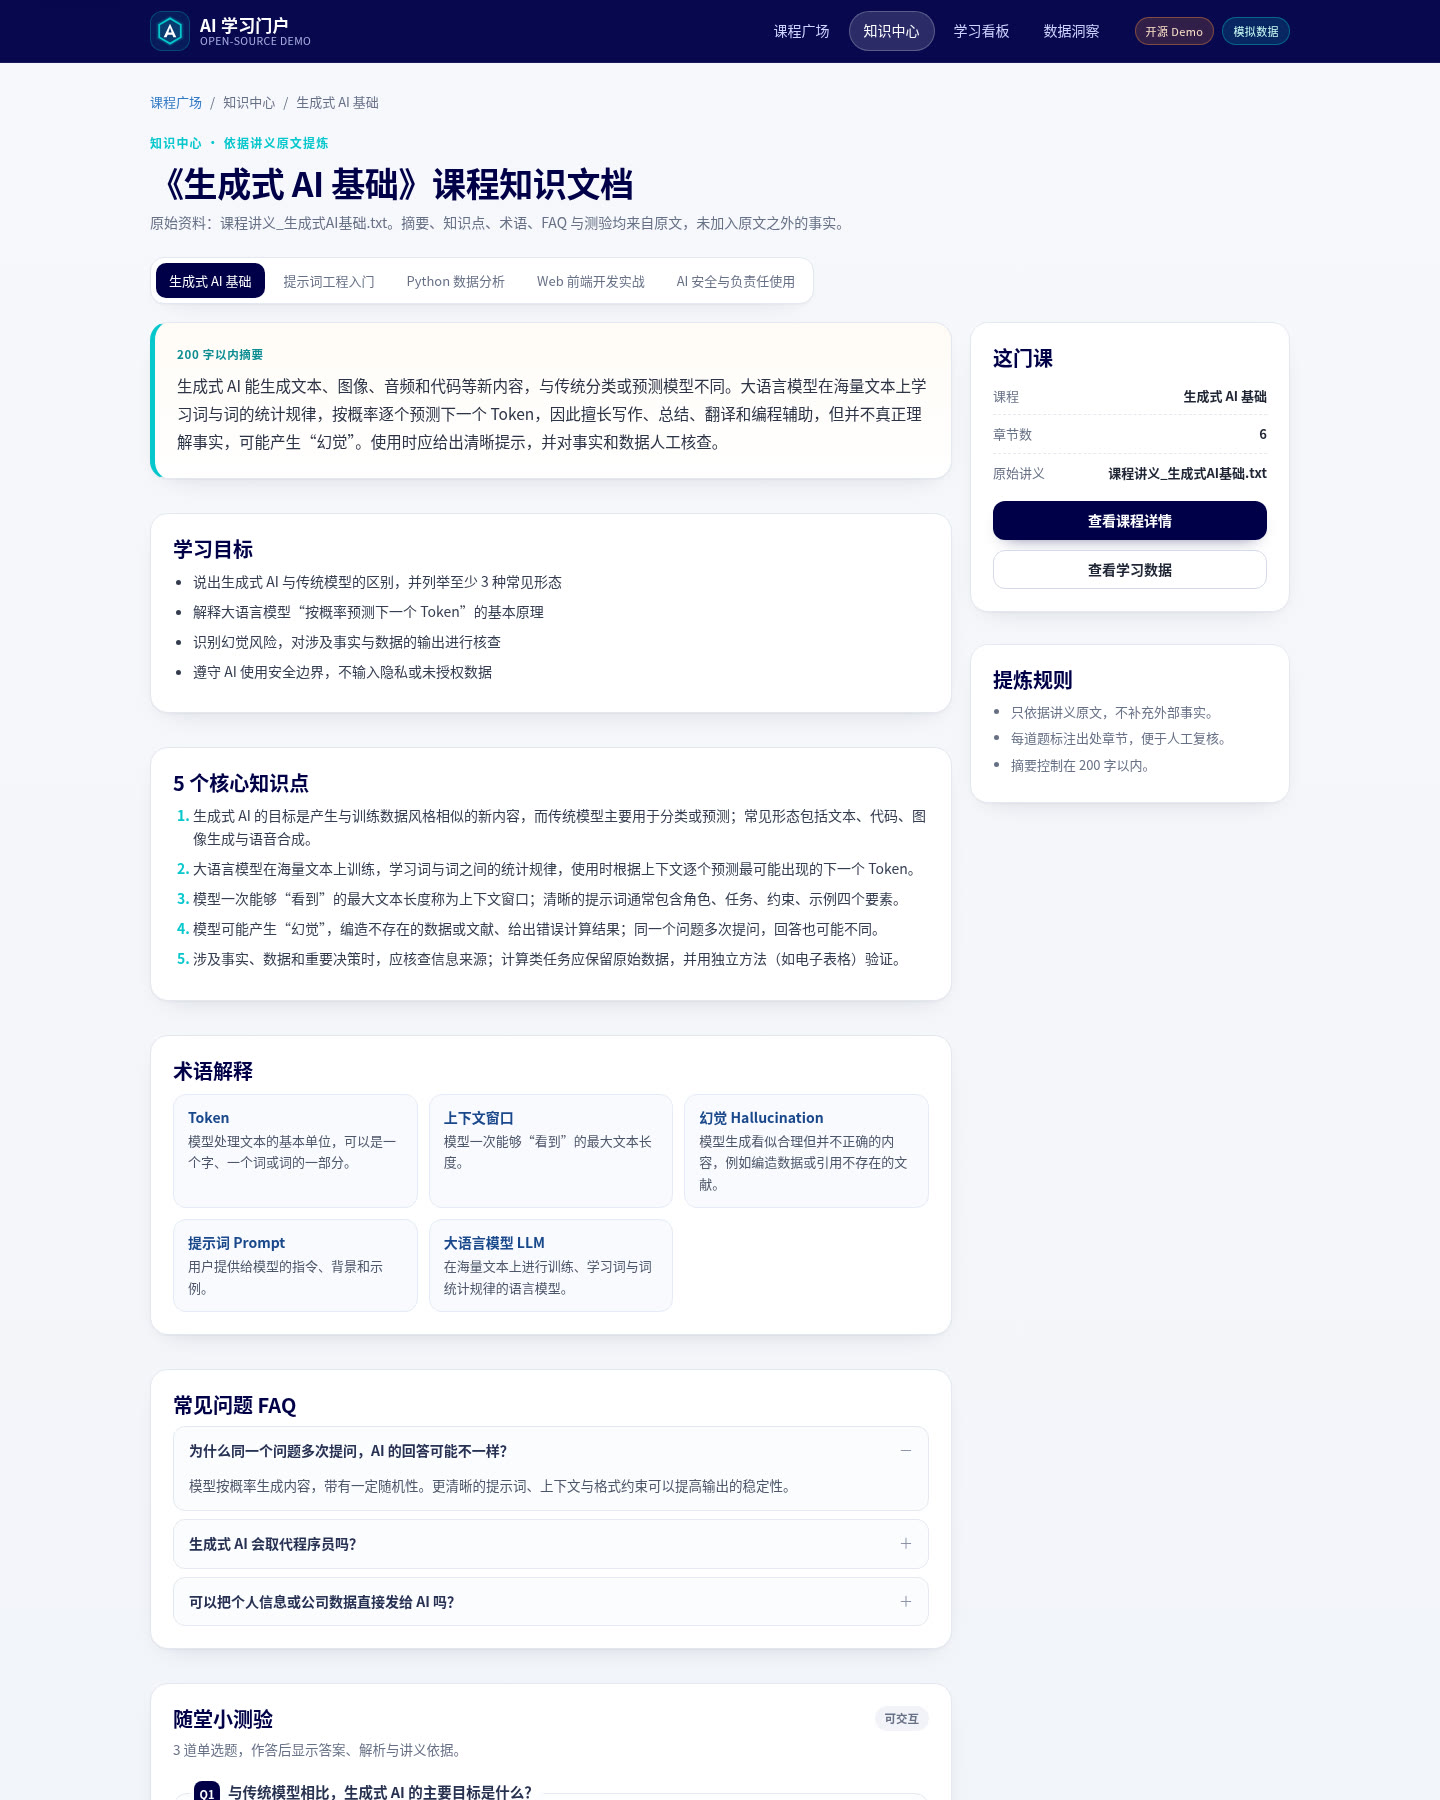 AI 学习门户
OPEN-SOURCE DEMO
课程广场
知识中心
学习看板
数据洞察
开源 Demo
模拟数据
课程广场 / 知识中心 / 生成式 AI 基础
知识中心 · 依据讲义原文提炼
《生成式 AI 基础》课程知识文档
原始资料：课程讲义_生成式AI基础.txt。摘要、知识点、术语、FAQ 与测验均来自原文，未加入原文之外的事实。
生成式 AI 基础
提示词工程入门
Python 数据分析
Web 前端开发实战
AI 安全与负责任使用
200 字以内摘要
生成式 AI 能生成文本、图像、音频和代码等新内容，与传统分类或预测模型不同。大语言模型在海量文本上学
习词与词的统计规律，按概率逐个预测下一个 Token，因此擅长写作、总结、翻译和编程辅助，但并不真正理
解事实，可能产生“幻觉”。使用时应给出清晰提示，并对事实和数据人工核查。
学习目标
• 说出生成式 AI 与传统模型的区别，并列举至少 3 种常见形态
• 解释大语言模型“按概率预测下一个 Token”的基本原理
• 识别幻觉风险，对涉及事实与数据的输出进行核查
• 遵守 AI 使用安全边界，不输入隐私或未授权数据
5 个核心知识点
1. 生成式 AI 的目标是产生与训练数据风格相似的新内容，而传统模型主要用于分类或预测；常见形态包括文本、代码、图
像生成与语音合成。
2. 大语言模型在海量文本上训练，学习词与词之间的统计规律，使用时根据上下文逐个预测最可能出现的下一个 Token。
3. 模型一次能够“看到”的最大文本长度称为上下文窗口；清晰的提示词通常包含角色、任务、约束、示例四个要素。
4. 模型可能产生“幻觉”，编造不存在的数据或文献、给出错误计算结果；同一个问题多次提问，回答也可能不同。
5. 涉及事实、数据和重要决策时，应核查信息来源；计算类任务应保留原始数据，并用独立方法（如电子表格）验证。
术语解释
Token
模型处理文本的基本单位，可以是一
个字、一个词或词的一部分。
上下文窗口
模型一次能够“看到”的最大文本长
度。
幻觉 Hallucination
模型生成看似合理但并不正确的内
容，例如编造数据或引用不存在的文
献。
提示词 Prompt
用户提供给模型的指令、背景和示
例。
大语言模型 LLM
在海量文本上进行训练、学习词与词
统计规律的语言模型。
常见问题 FAQ
为什么同一个问题多次提问，AI 的回答可能不一样？
模型按概率生成内容，带有一定随机性。更清晰的提示词、上下文与格式约束可以提高输出的稳定性。
生成式 AI 会取代程序员吗？
可以把个人信息或公司数据直接发给 AI 吗？
随堂小测验
可交互
3 道单选题，作答后显示答案、解析与讲义依据。
Q1 与传统模型相比，生成式 AI 的主要目标是什么？
这门课
课程 生成式 AI 基础
章节数 6
原始讲义 课程讲义_生成式AI基础.txt
查看课程详情
查看学习数据
提炼规则
• 只依据讲义原文，不补充外部事实。
• 每道题标注出处章节，便于人工复核。
• 摘要控制在 200 字以内。